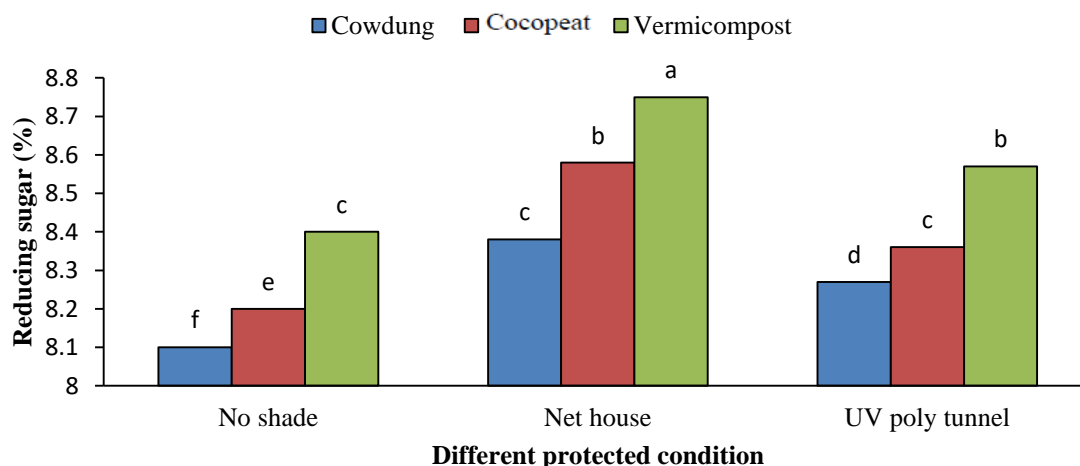 Cowdung Cocopeat Vermicompost
Reducing sugar (%)
8.8
8.7
8.6
8.5
8.4
8.3
8.2
8.1
8
f e c
c b a
d c b
No shade Net house UV poly tunnel
Different protected condition